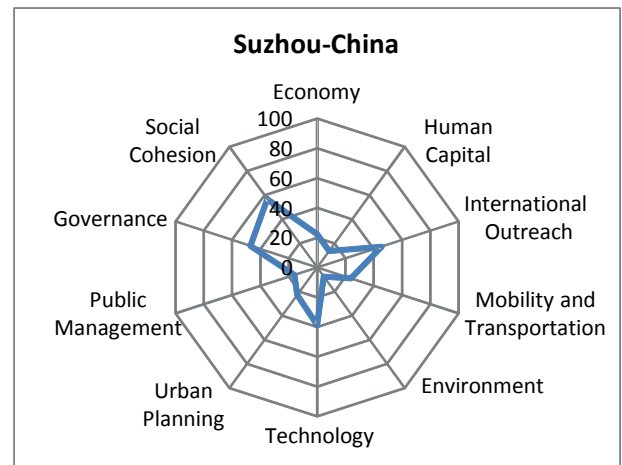 Suzhou-China
Economy
Human
Capital
International
Outreach
Mobility and
Transportation
Environment
Technology
Urban
Planning
Public
Management
Governance
Social
Cohesion
100
80
60
40
20
0